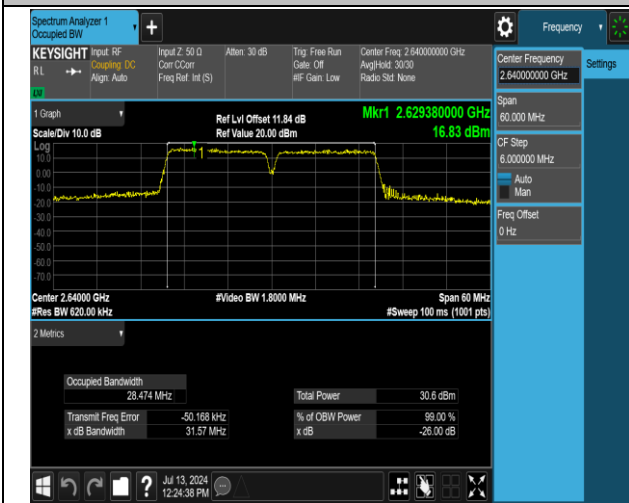 Spectrum Analyzer 1
Occupied BW
+
Frequency
KEYSIGHT
RL
Input: RF
Coupling: DC
Align: Auto
Input Z: 50 Ω
Corr CCorr
Freq Ref: Int (S)
Atten: 30 dB
Trig: Free Run
Gate: Off
#IF Gain: Low
Center Freq: 2.640000000 GHz
Avg|Hold: 30/30
Radio Std: None
1 Graph
Scale/Div 10.0 dB
Ref Lvl Offset 11.84 dB
Ref Value 20.00 dBm
Mkr1 2.629380000 GHz
16.83 dBm
Log
10.0
0.00
-10.0
-20.0
-30.0
-40.0
-50.0
-60.0
-70.0
1
Center 2.64000 GHz
#Res BW 620.00 kHz
#Video BW 1.8000 MHz
Span 60 MHz
#Sweep 100 ms (1001 pts)
2 Metrics
Occupied Bandwidth
28.474 MHz
Total Power 30.6 dBm
Transmit Freq Error -50.168 kHz
% of OBW Power 99.00 %
x dB Bandwidth 31.57 MHz
x dB -26.00 dB
Center Frequency
2.640000000 GHz
Settings
Span
60.000 MHz
CF Step
6.000000 MHz
Auto
Man
Freq Offset
0 Hz
?
Jul 13, 2024
12:24:38 PM